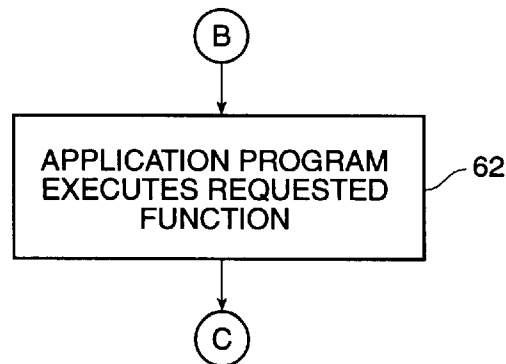 B
APPLICATION PROGRAM
EXECUTES REQUESTED
FUNCTION
62
C